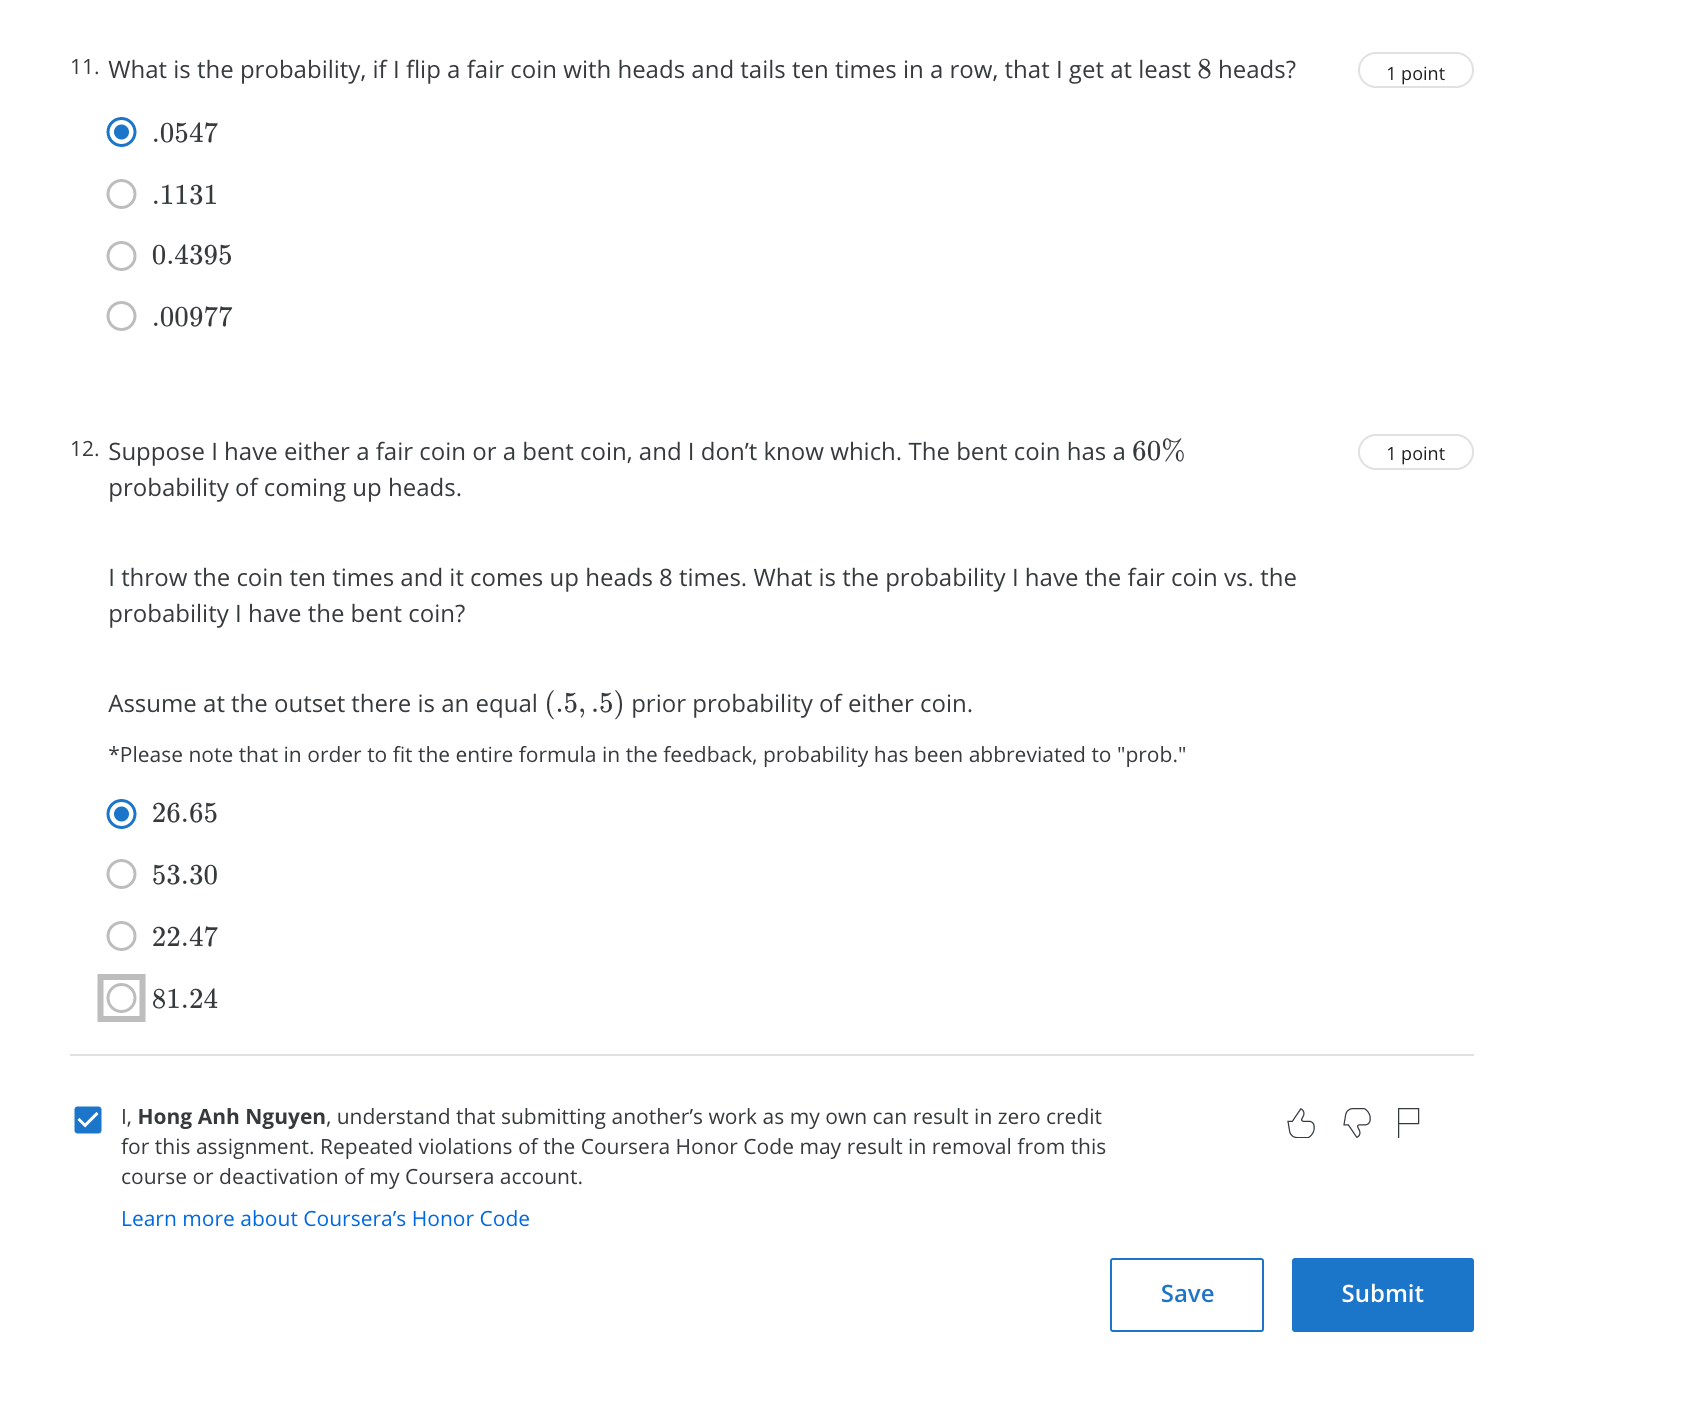 11. What is the probability, if I flip a fair coin with heads and tails ten times in a row, that I get at least 8 heads?
1 point
.0547
.1131
0.4395
.00977
12. Suppose I have either a fair coin or a bent coin, and I don’t know which. The bent coin has a 60%
1 point
probability of coming up heads.
I throw the coin ten times and it comes up heads 8 times. What is the probability I have the fair coin vs. the
probability I have the bent coin?
Assume at the outset there is an equal (.5, .5) prior probability of either coin.
*Please note that in order to fit the entire formula in the feedback, probability has been abbreviated to "prob."
26.65
53.30
22.47
81.24
I, Hong Anh Nguyen, understand that submitting another’s work as my own can result in zero credit
for this assignment. Repeated violations of the Coursera Honor Code may result in removal from this
course or deactivation of my Coursera account.
Learn more about Coursera’s Honor Code
Save
Submit